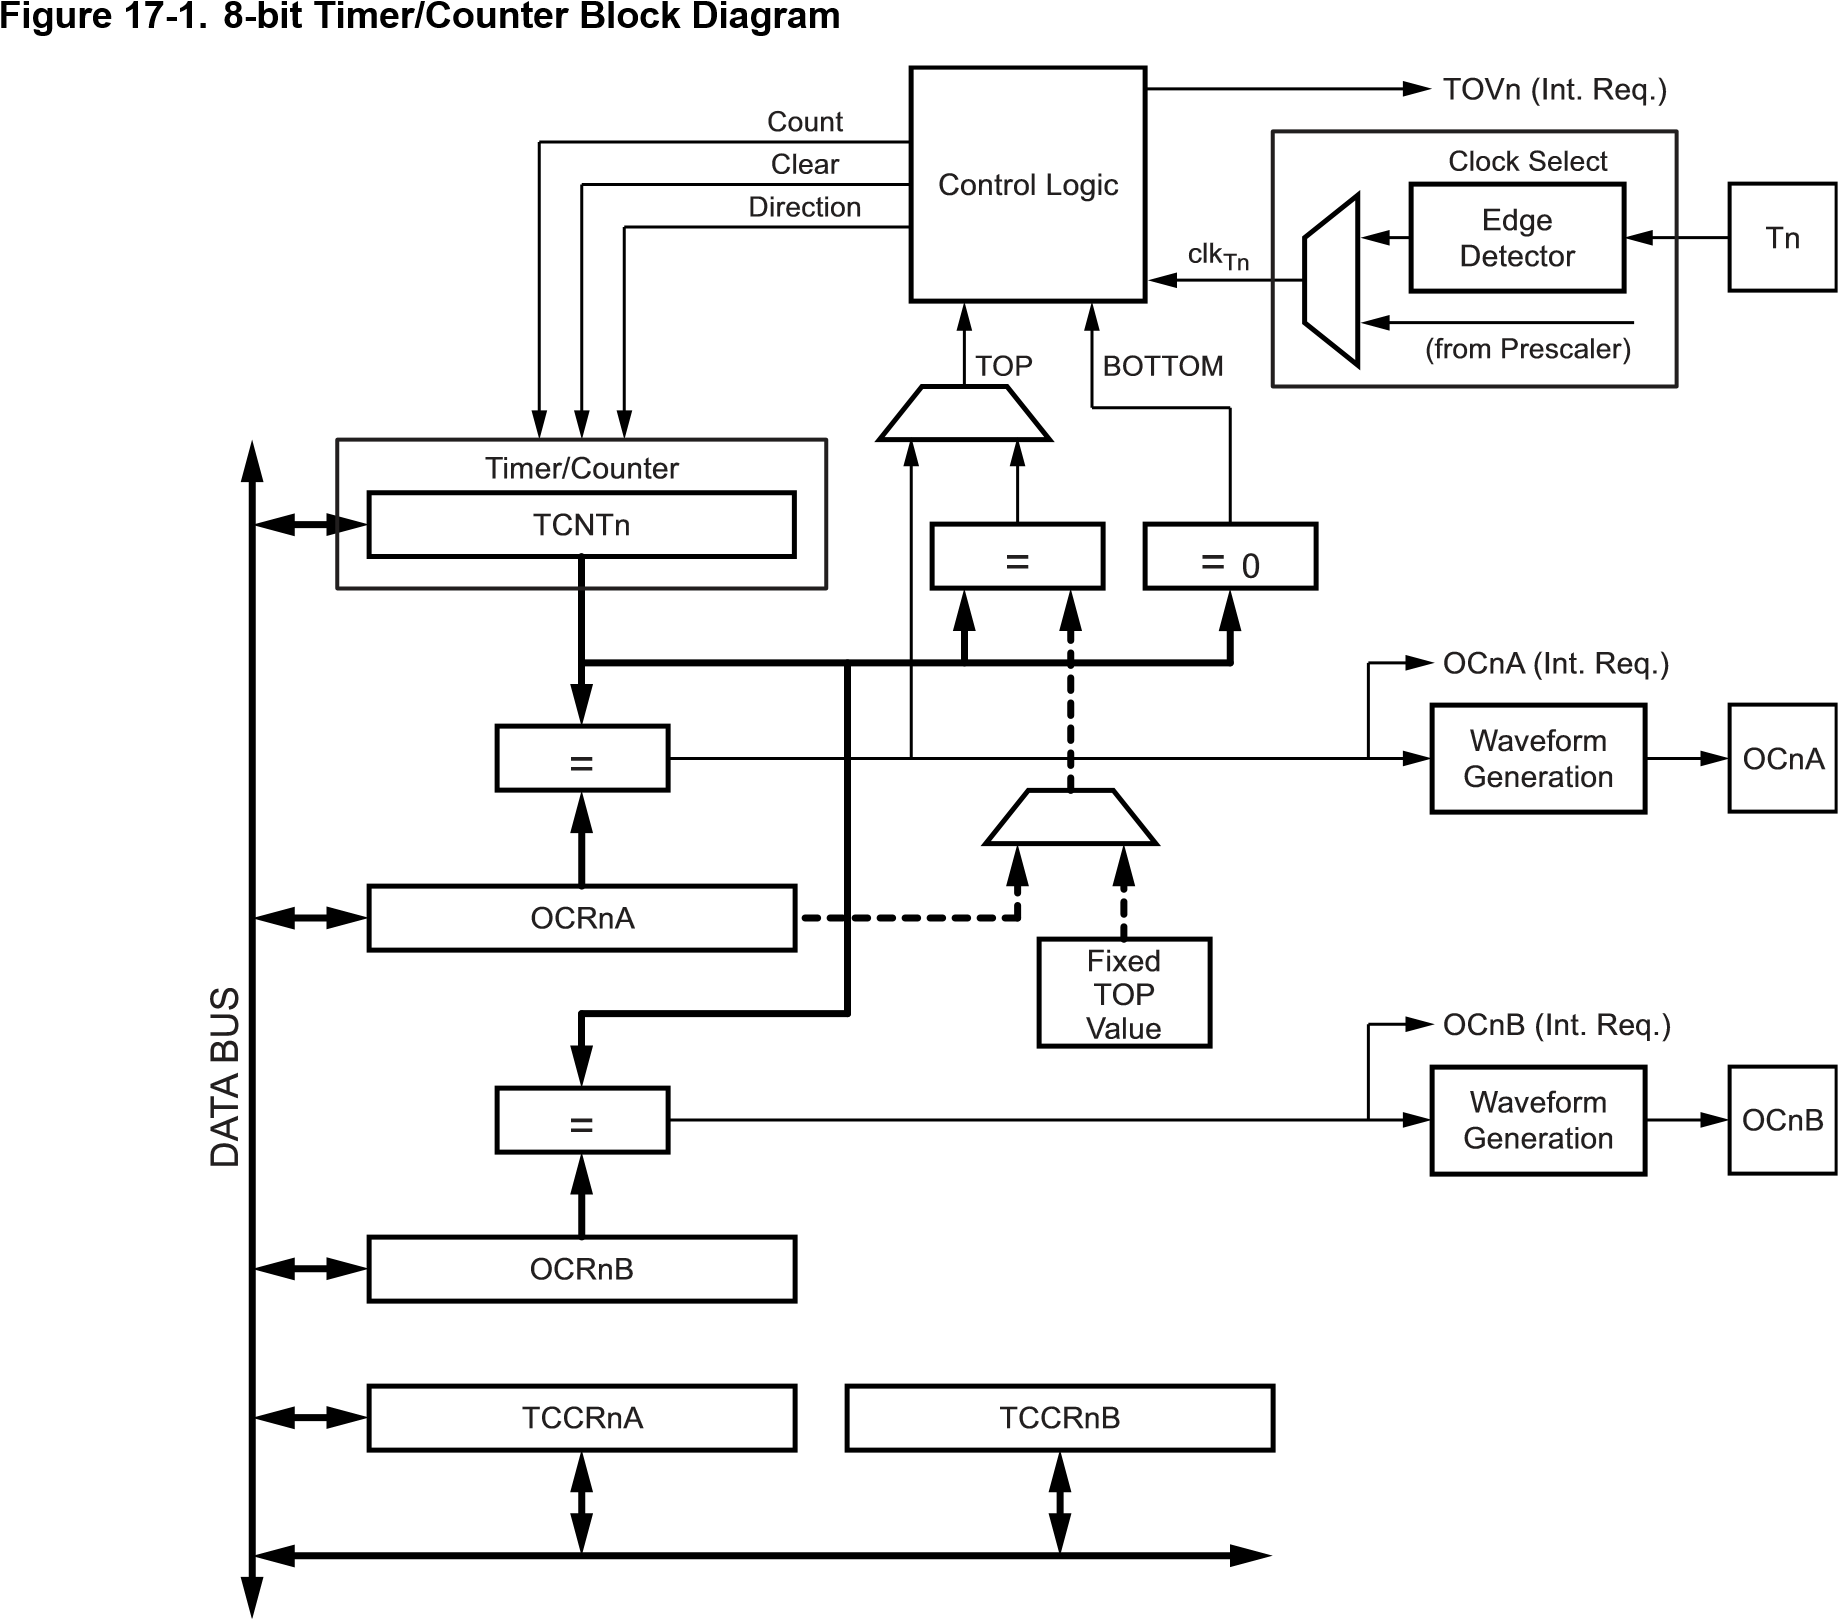 Figure 17-1. 8-bit Timer/Counter Block Diagram
TOVn (Int. Req.)
Count
Clear
Direction
Control Logic
Clock Select
Edge
Detector
Tn
clkTn
(from Prescaler)
TOP
BOTTOM
Timer/Counter
TCNTn
=
= 0
OCnA (Int. Req.)
=
Waveform
Generation
OCnA
OCRnA
Fixed
TOP
Value
DATA BUS
OCnB (Int. Req.)
=
Waveform
Generation
OCnB
OCRnB
TCCRnA
TCCRnB